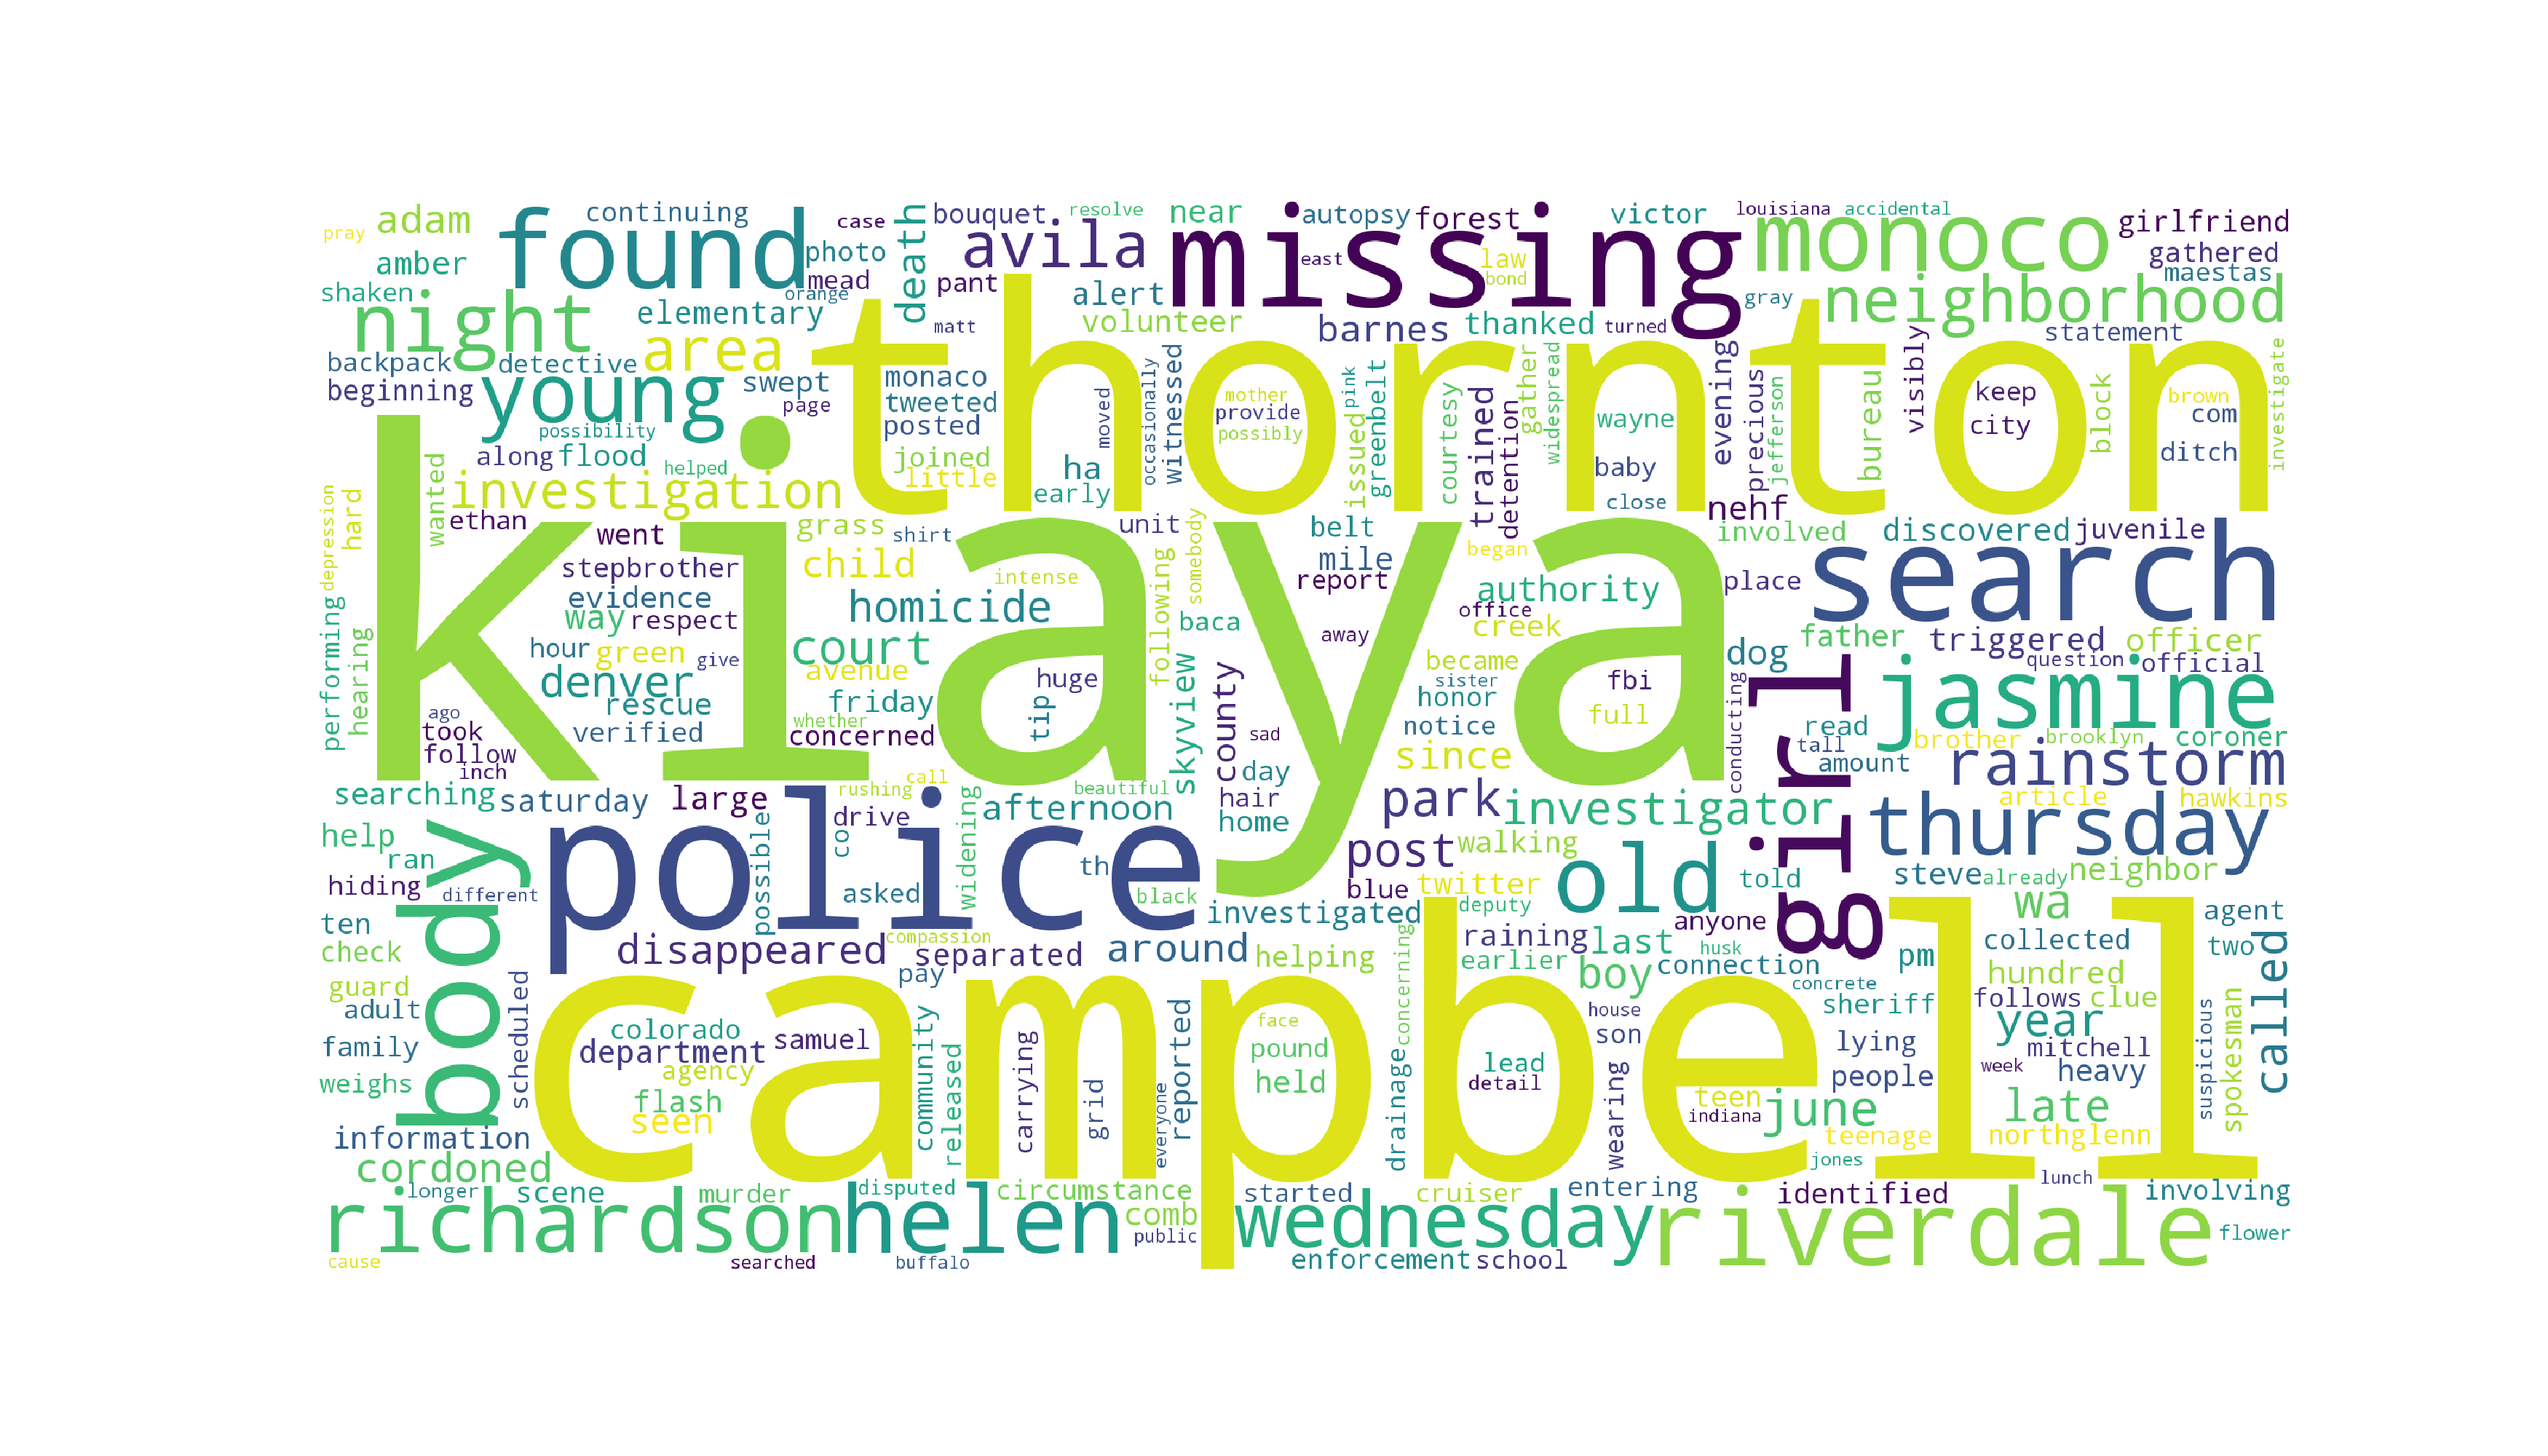 kiaya
thornton
campbell
police
missing
girl
search
found
body
monoco
jasmine
riverdale
richardson
helen
wednesday
thursday
rainstorm
old
young
night
neighborhood
area
avila
investigation
investigator
homicide
court
denver
park
post
disappeared
around
since
june
year
late
called
wa
boy
last
adam
amber
pray
shaken
continuing
case
photo
mead
orange
death
bouquet
resolve
near
pant
alert
volunteer
autopsy
forest
east
law
bond
barnes
thanked
turned
victor
louisiana
accidental
gray
girlfriend
gathered
maestas
statement
elementary
matt
backpack
beginning
detective
swept
page
monaco
tweeted
posted
possibility
along
flood
helped
joined
little
ha
early
moved
occasionally
witnessed
mother
provide
possibly
issued
pink
greenbelt
courtesy
trained
detention
gather
widespread
wayne
baby
close
evening
precious
jefferson
bureau
visibly
keep
city
block
brown
com
ditch
investigate
depression
hard
wanted
ethan
went
stepbrother
evidence
way
respect
hour
green
give
rescue
verified
grass
shirt
child
intense
unit
following
somebody
baca
avenue
friday
whether
concerned
huge
tip
skyview
county
belt
mile
report
began
authority
office
creek
away
became
sister
honor
notice
sad
day
hair
home
nehf
involved
place
discovered
juvenile
father
triggered
officer
question
official
dog
fbi
full
conducting
read
tall
amount
brother
brooklyn
coroner
article
hawkins
performing
hearing
ago
took
follow
inch
searching
saturday
large
rushing
call
drive
beautiful
afternoon
help
ran
hiding
different
possible
co
asked
widening
th
black
blue
walking
twitter
deputy
investigated
told
anyone
steve
already
neighbor
ten
check
guard
adult
family
weighs
scheduled
compassion
separated
pay
helping
raining
earlier
husk
connection
concrete
pm
collected
agent
two
hundred
sheriff
follows
clue
colorado
department
samuel
agency
flash
seen
community
released
carrying
grid
everyone
reported
face
pound
held
drainage
concerning
lead
detail
house
son
wearing
teen
indiana
teenage
jones
lying
people
mitchell
week
heavy
suspicious
spokesman
northglenn
information
cordoned
longer
scene
murder
disputed
circumstance
comb
public
started
cruiser
entering
identified
lunch
involving
flower
cause
searched
buffalo
enforcement
school